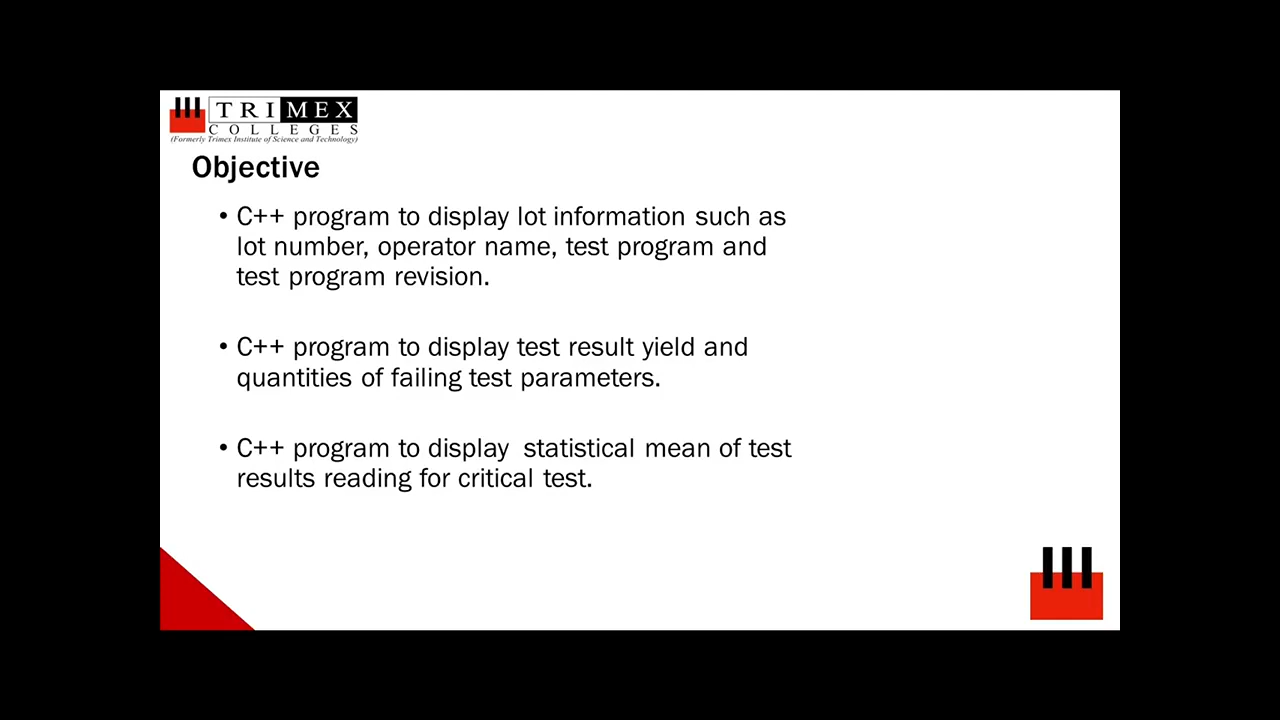 TRIMEX
COLLEGES
(Formerly Trimex Institute of Science and Technology)
Objective
• C++ program to display lot information such as
lot number, operator name, test program and
test program revision.
• C++ program to display test result yield and
quantities of failing test parameters.
• C++ program to display  statistical mean of test
results reading for critical test.